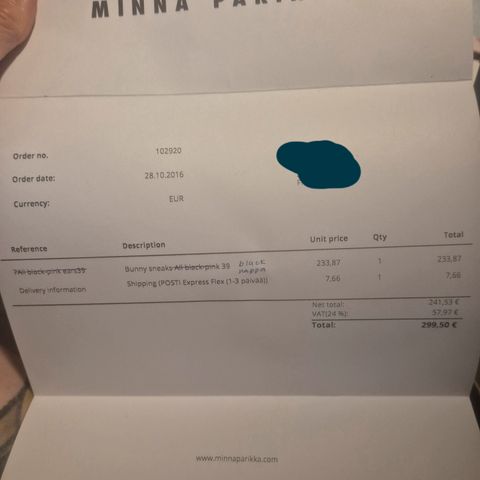 MINNA
Order no. 102920
Order date: 28.10.2016
Currency: EUR
Reference Description Unit price Qty Total
?All black-pink ears39 Bunny sneaks All black-pink 39 black nappa 233,87 1 233,87
Delivery information Shipping (POSTI Express Flex (1-3 päivää)) 7,66 1 7,66
Net total: 241,53 €
VAT(24 %): 57,97 €
Total: 299,50 €
www.minnaparikka.com